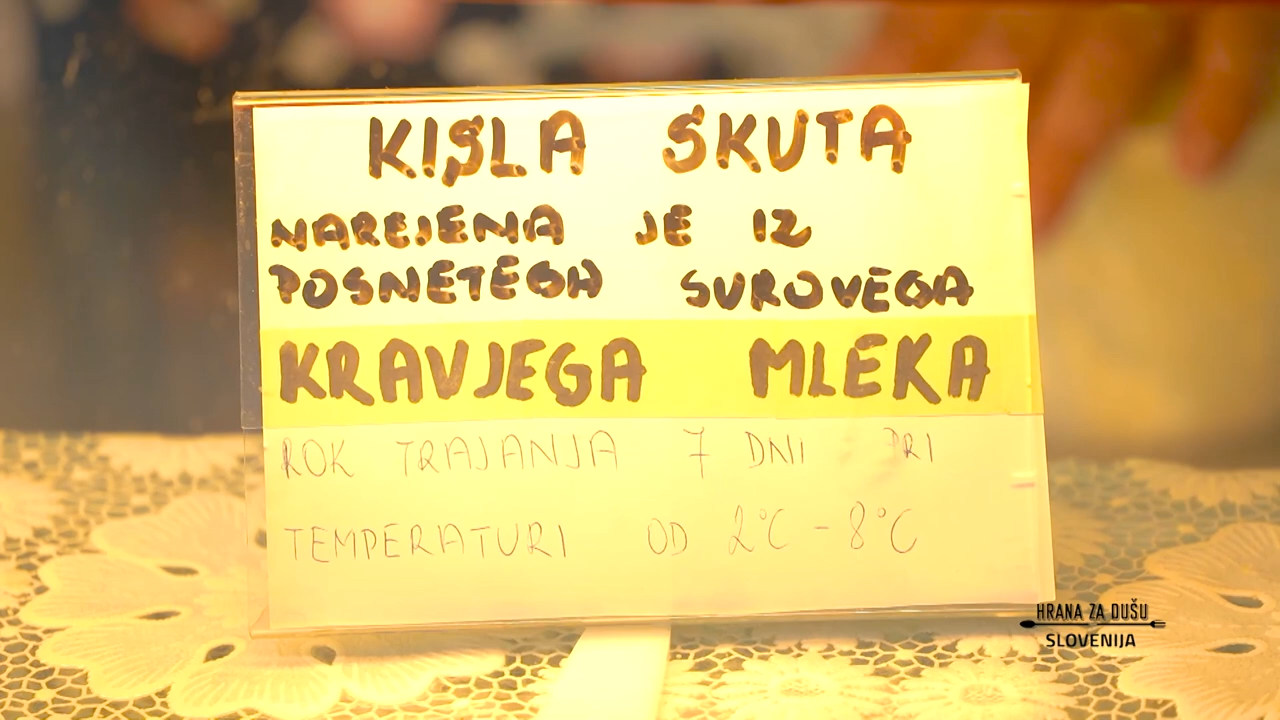 KISLA SKUTA
NAREJENA JE IZ
POSNETEGA SUROVEGA
KRAVJEGA MLEKA
ROK TRAJANJA 7 DNI PRI
TEMPERATURI OD 2°C - 8°C
HRANA ZA DUŠU
SLOVENIJA